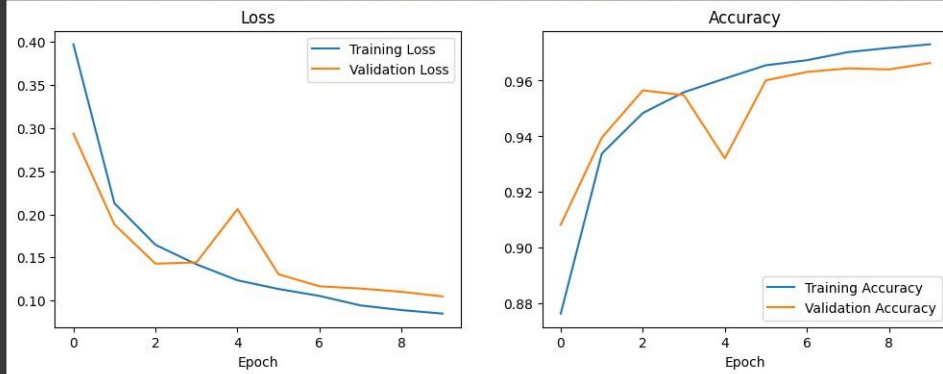 Loss
0.40
0.35
0.30
0.25
0.20
0.15
0.10
Training Loss
Validation Loss
0 2 4 6 8
Epoch
Accuracy
0.96
0.94
0.92
0.90
0.88
Training Accuracy
Validation Accuracy
0 2 4 6 8
Epoch